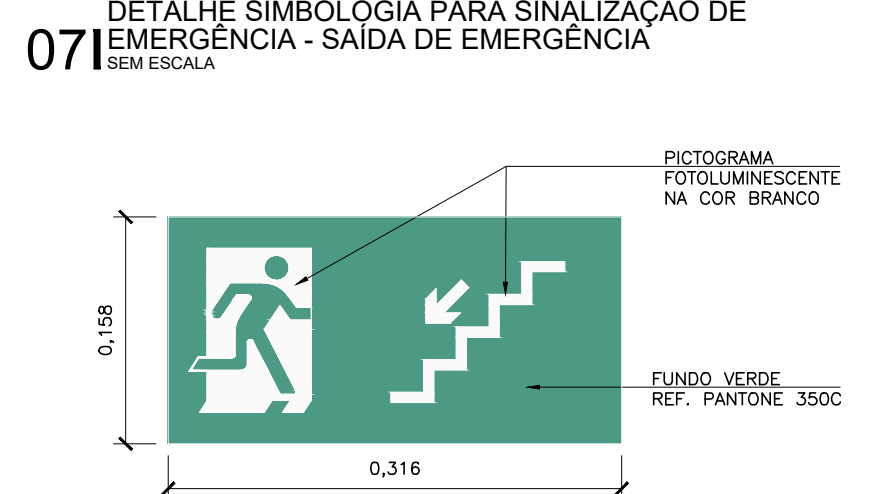 DETALHE SIMBOLOGIA PARA SINALIZAÇÃO DE
07 EMERGÊNCIA - SAÍDA DE EMERGÊNCIA
SEM ESCALA
PICTOGRAMA
FOTOLUMINESCENTE
NA COR BRANCO
0,158
FUNDO VERDE
REF. PANTONE 350C
0,316